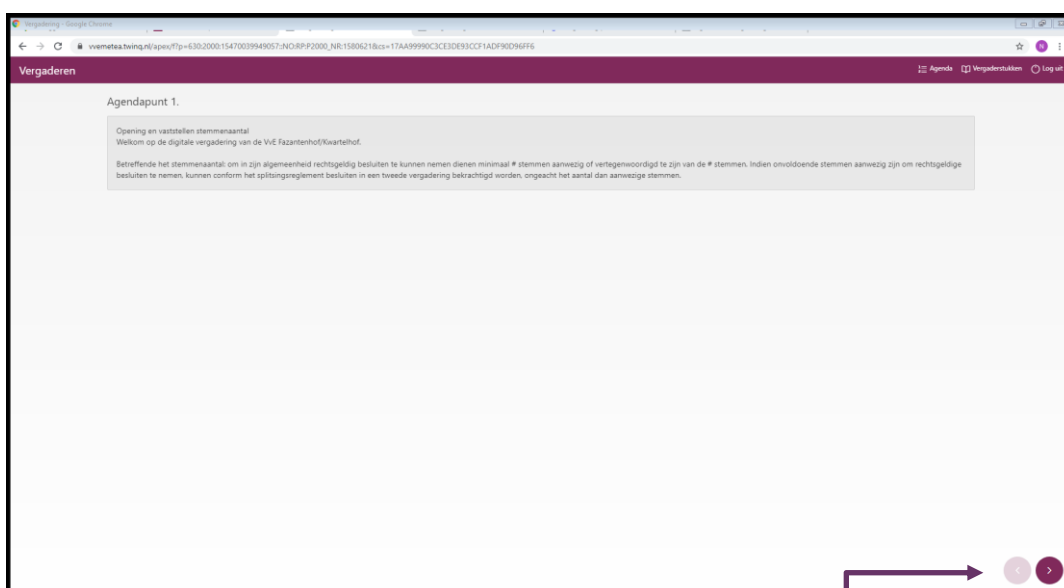 Vergadering - Google Chrome
vvemetea.twinq.nl/apex/f?p=630:2000:15470039949057::NO:RP:P2000_NR:1580621&cs=17AA99990C3CE3DE93CCF1ADF90D96FF6
N
Vergaderen
Agenda Vergaderstukken Log uit
Agendapunt 1.
Opening en vaststellen stemmenaantal
Welkom op de digitale vergadering van de VvE Fazantenhof/Kwartelhof.
Betreffende het stemmenaantal: om in zijn algemeenheid rechtsgeldig besluiten te kunnen nemen dienen minimaal # stemmen aanwezig of vertegenwoordigd te zijn van de # stemmen. Indien onvoldoende stemmen aanwezig zijn om rechtsgeldige
besluiten te nemen, kunnen conform het splitsingsreglement besluiten in een tweede vergadering bekrachtigd worden, ongeacht het aantal dan aanwezige stemmen.